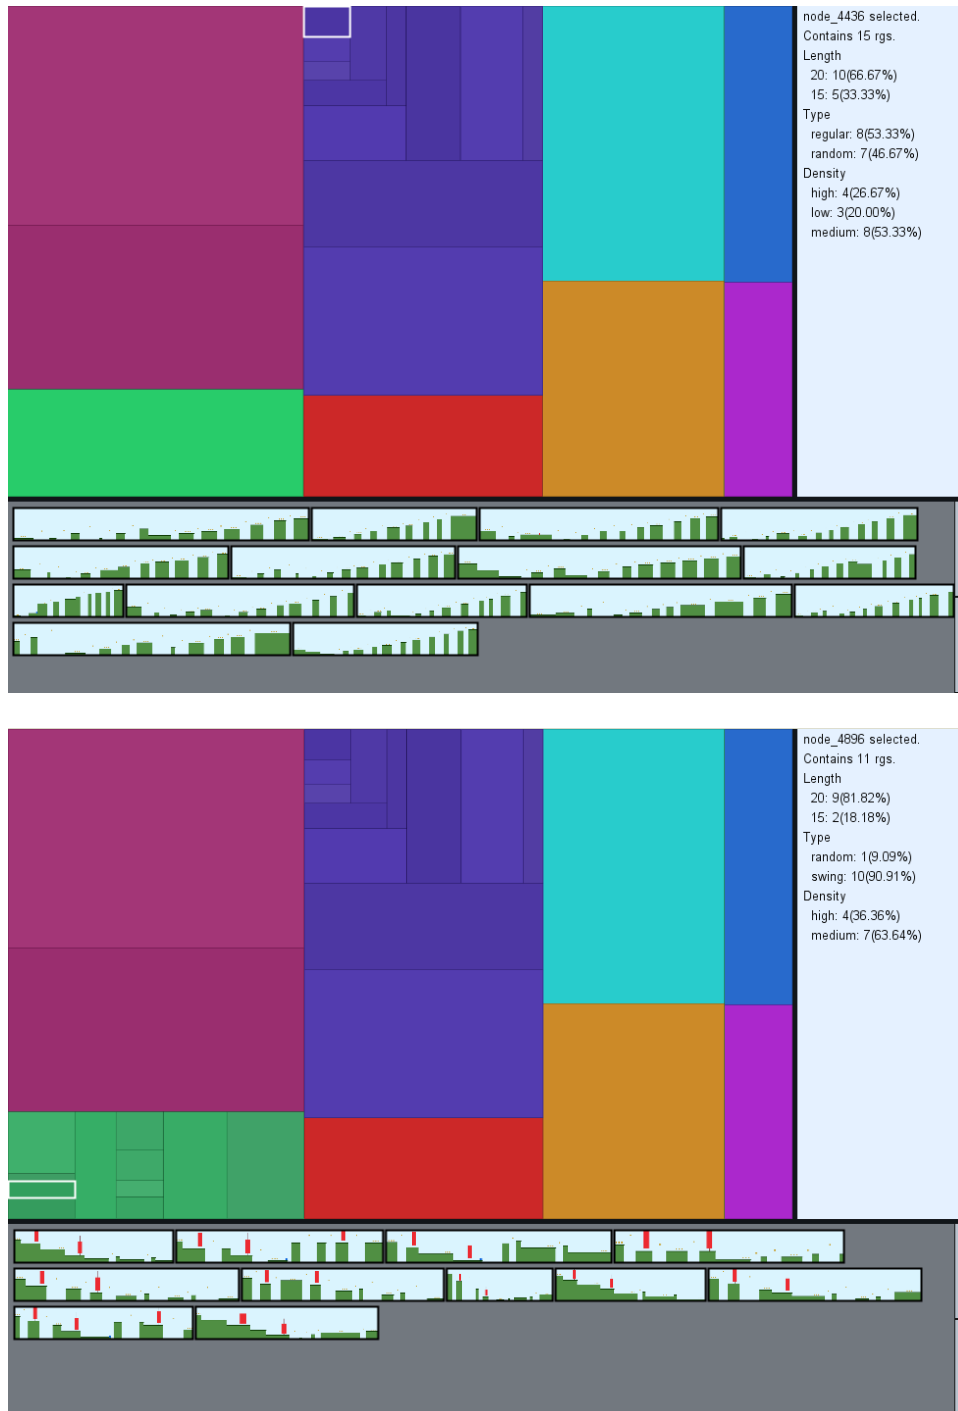 node_4436 selected.
Contains 15 rgs.
Length
20: 10(66.67%)
15: 5(33.33%)
Type
regular: 8(53.33%)
random: 7(46.67%)
Density
high: 4(26.67%)
low: 3(20.00%)
medium: 8(53.33%)
node_4896 selected.
Contains 11 rgs.
Length
20: 9(81.82%)
15: 2(18.18%)
Type
random: 1(9.09%)
swing: 10(90.91%)
Density
high: 4(36.36%)
medium: 7(63.64%)